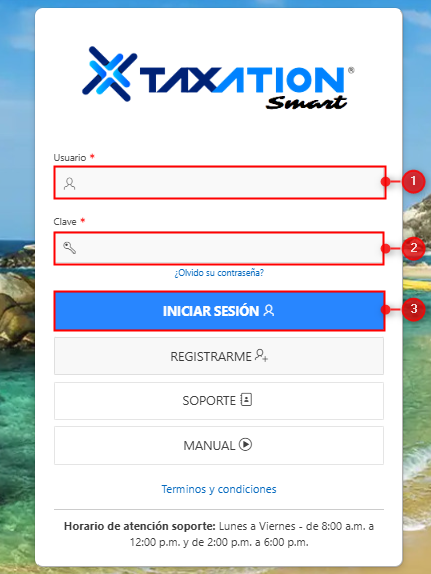 TAXATION®
Smart
Usuario *
1
Clave *
2
¿Olvido su contraseña?
INICIAR SESIÓN
3
REGISTRARME
SOPORTE
MANUAL
Terminos y condiciones
Horario de atención soporte: Lunes a Viernes - de 8:00 a.m. a
12:00 p.m. y de 2:00 p.m. a 6:00 p.m.